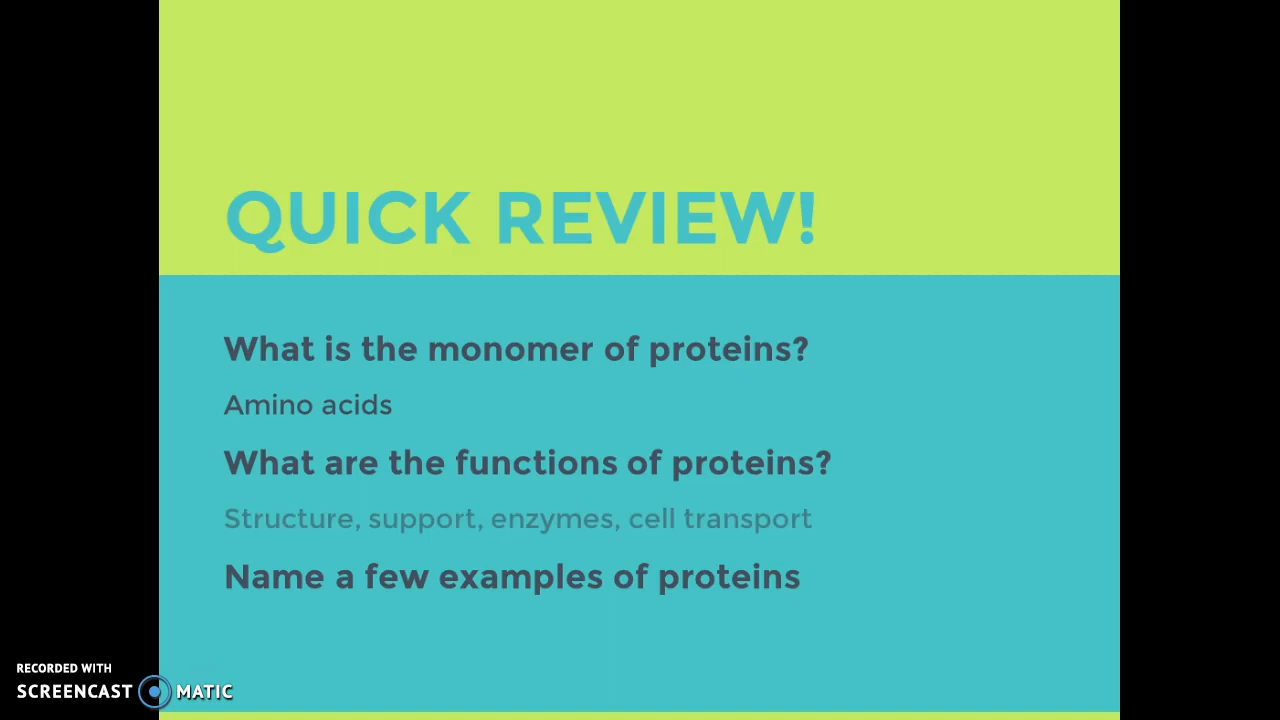 QUICK REVIEW!
What is the monomer of proteins?
Amino acids
What are the functions of proteins?
Structure, support, enzymes, cell transport
Name a few examples of proteins
RECORDED WITH
SCREENCAST MATIC